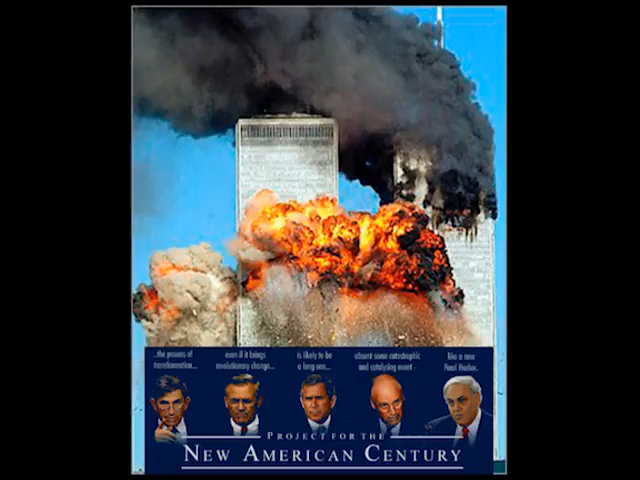 ...the process of
transformation...
even if it brings
revolutionary change...
is likely to be
a long one...
absent some catastrophic
and catalyzing event -
like a new
Pearl Harbor.
PROJECT FOR THE
NEW AMERICAN CENTURY